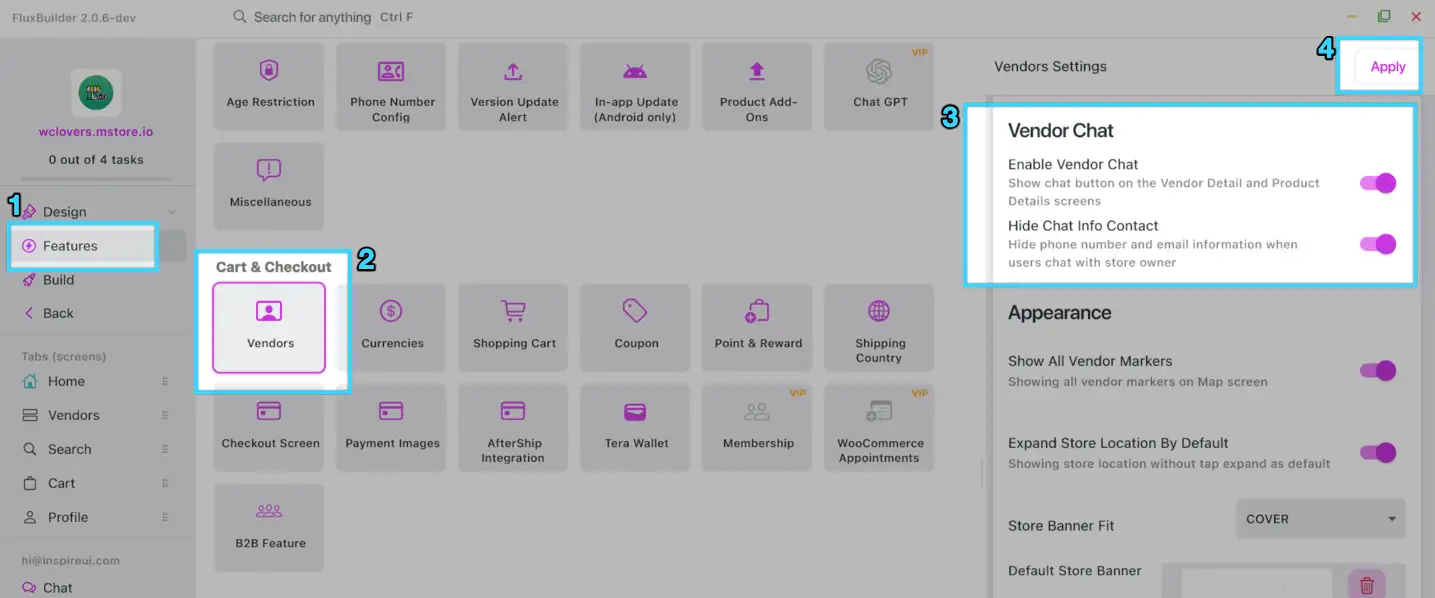 FluxBuilder 2.0.6-dev
Search for anything Ctrl F
wclovers.mstore.io
0 out of 4 tasks
1
Design
Features
Build
Back
Tabs (screens)
Home
Vendors
Search
Cart
Profile
hi@inspireui.com
Chat
Age Restriction
Phone Number
Config
Version Update
Alert
In-app Update
(Android only)
Product Add-
Ons
VIP
Chat GPT
Miscellaneous
Cart & Checkout
2
Vendors
Currencies
Shopping Cart
Coupon
Point & Reward
Shipping
Country
Checkout Screen
Payment Images
AfterShip
Integration
Tera Wallet
VIP
Membership
VIP
WooCommerce
Appointments
B2B Feature
Vendors Settings
4
Apply
3
Vendor Chat
Enable Vendor Chat
Show chat button on the Vendor Detail and Product
Details screens
Hide Chat Info Contact
Hide phone number and email information when
users chat with store owner
Appearance
Show All Vendor Markers
Showing all vendor markers on Map screen
Expand Store Location By Default
Showing store location without tap expand as default
Store Banner Fit
COVER
Default Store Banner